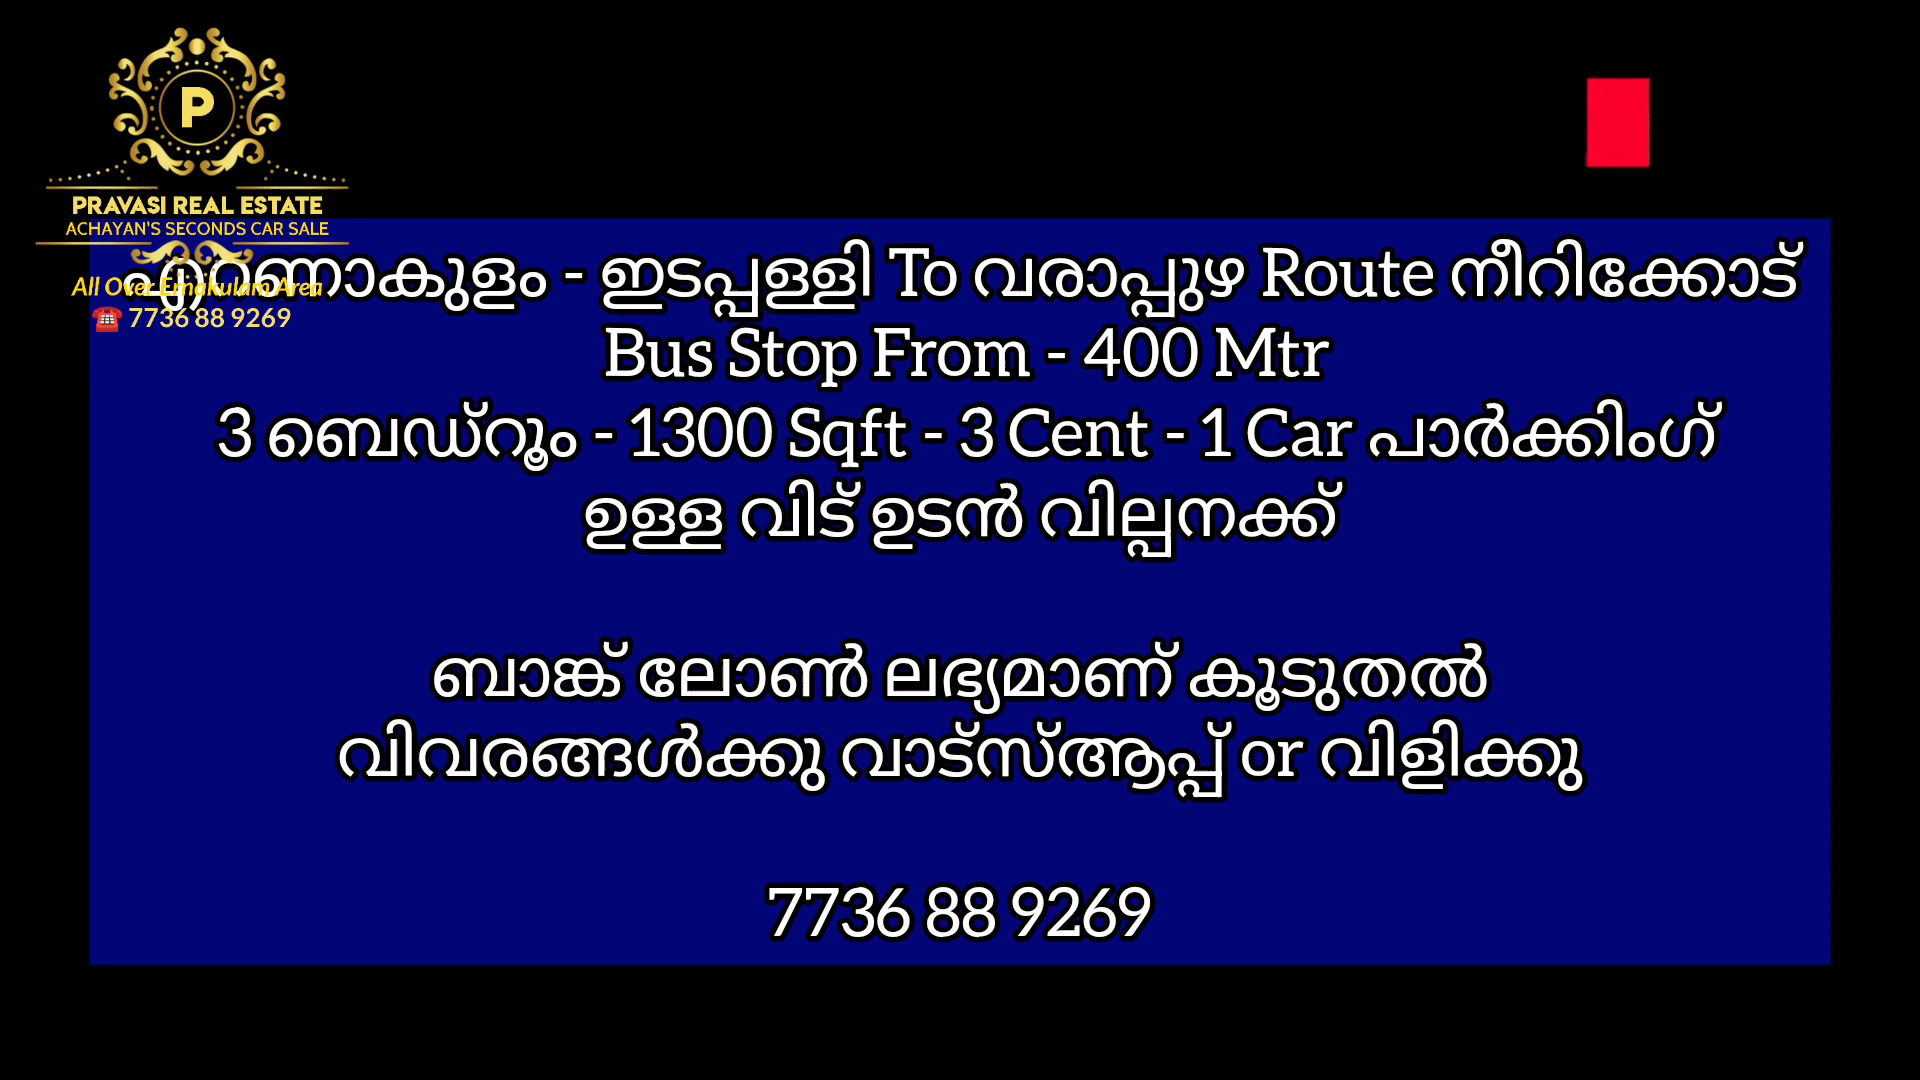 P
PRAVASI REAL ESTATE
ACHAYAN'S SECONDS CAR SALE
All Over Ernakulam Area
☎️ 7736 88 9269
എറണാകുളം - ഇടപ്പള്ളി To വരാപ്പുഴ Route നീറിക്കോട്
Bus Stop From - 400 Mtr
3 ബെഡ്റൂം - 1300 Sqft - 3 Cent - 1 Car പാർക്കിംഗ്
ഉള്ള വിട് ഉടൻ വില്പനക്ക്
ബാങ്ക് ലോൺ ലഭ്യമാണ് കൂടുതൽ
വിവരങ്ങൾക്കു വാട്സ്ആപ്പ് or വിളിക്കു
7736 88 9269